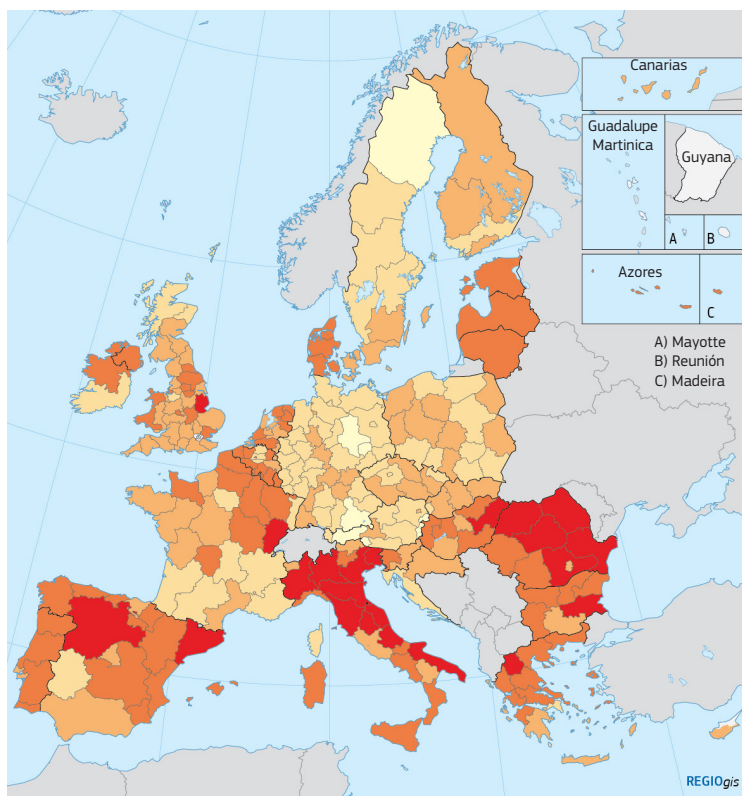 Canarias
Guadalupe
Martinica
Guyana
A
B
Azores
C
A) Mayotte
B) Reunión
C) Madeira
REGIOgis